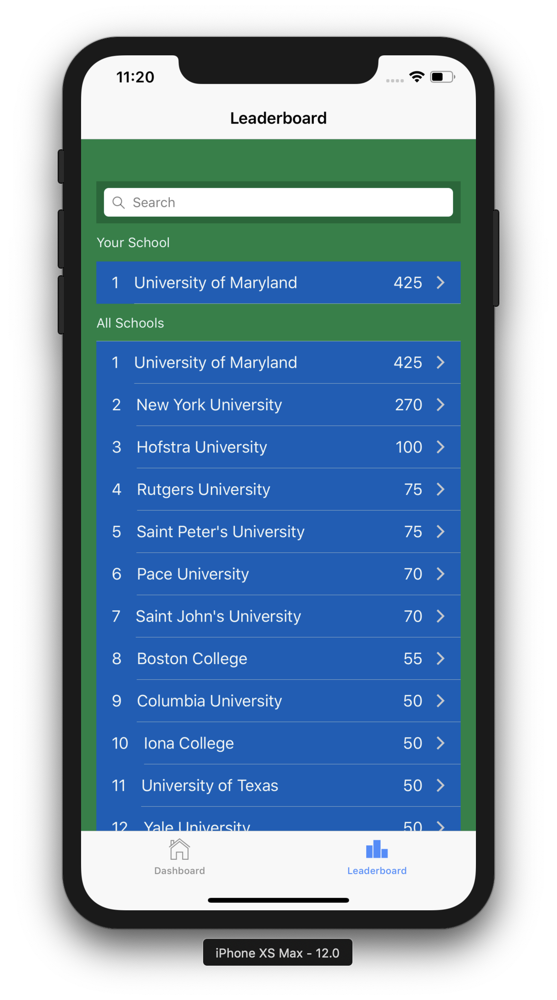 11:20
Leaderboard
Search
Your School
1 University of Maryland 425
All Schools
1 University of Maryland 425
2 New York University 270
3 Hofstra University 100
4 Rutgers University 75
5 Saint Peter's University 75
6 Pace University 70
7 Saint John's University 70
8 Boston College 55
9 Columbia University 50
10 Iona College 50
11 University of Texas 50
12 Yale University 50
Dashboard Leaderboard
iPhone XS Max - 12.0